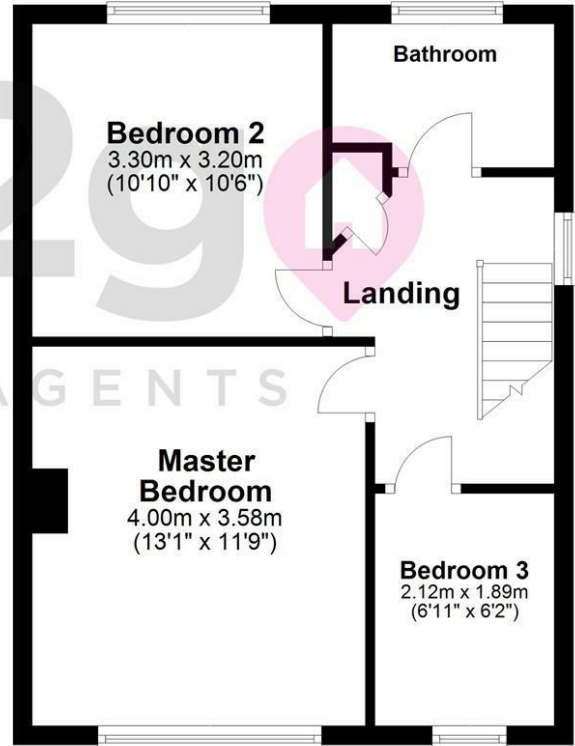 Bathroom
Bedroom 2
3.30m x 3.20m
(10'10" x 10'6")
2g
Landing
AGENTS
Master
Bedroom
4.00m x 3.58m
(13'1" x 11'9")
Bedroom 3
2.12m x 1.89m
(6'11" x 6'2")